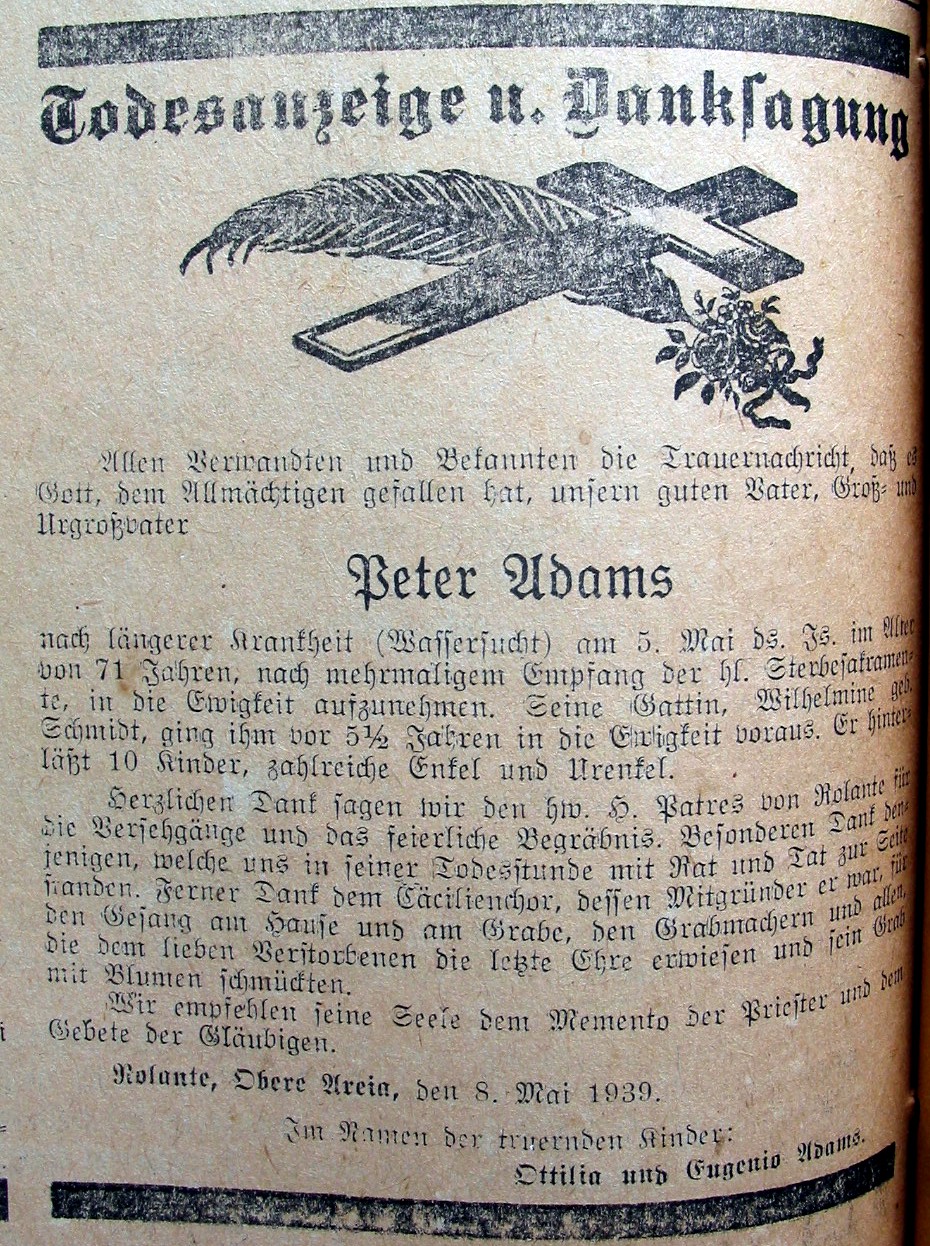 Todesanzeige u. Danksagung
Allen Verwandten und Bekannten die Trauernachricht, daß es
Gott, dem Allmächtigen gefallen hat, unsern guten Vater, Groß- und
Urgroßvater
Peter Adams
nach längerer Krankheit (Wassersucht) am 5. Mai ds. Js. im Alter
von 71 Jahren, nach mehrmaligem Empfang der hl. Sterbesakramen-
te, in die Ewigkeit aufzunehmen. Seine Gattin, Wilhelmine geb.
Schmidt, ging ihm vor 5½ Jahren in die Ewigkeit voraus. Er hinter-
läßt 10 Kinder, zahlreiche Enkel und Urenkel.
Herzlichen Dank sagen wir den hw. H. Patres von Rolante für
die Versehgänge und das feierliche Begräbnis. Besonderen Dank den-
jenigen, welche uns in seiner Todesstunde mit Rat und Tat zur Seite
standen. Ferner Dank dem Cäcilienchor, dessen Mitgründer er war, für
den Gesang am Hause und am Grabe, den Grabmachern und allen,
die dem lieben Verstorbenen die letzte Ehre erwiesen und sein Grab
mit Blumen schmückten.
Wir empfehlen seine Seele dem Memento der Priester und dem
Gebete der Gläubigen.
Rolante, Obere Areia, den 8. Mai 1939.
Im Namen der truernden Kinder:
Ottilia und Eugenio Adams.